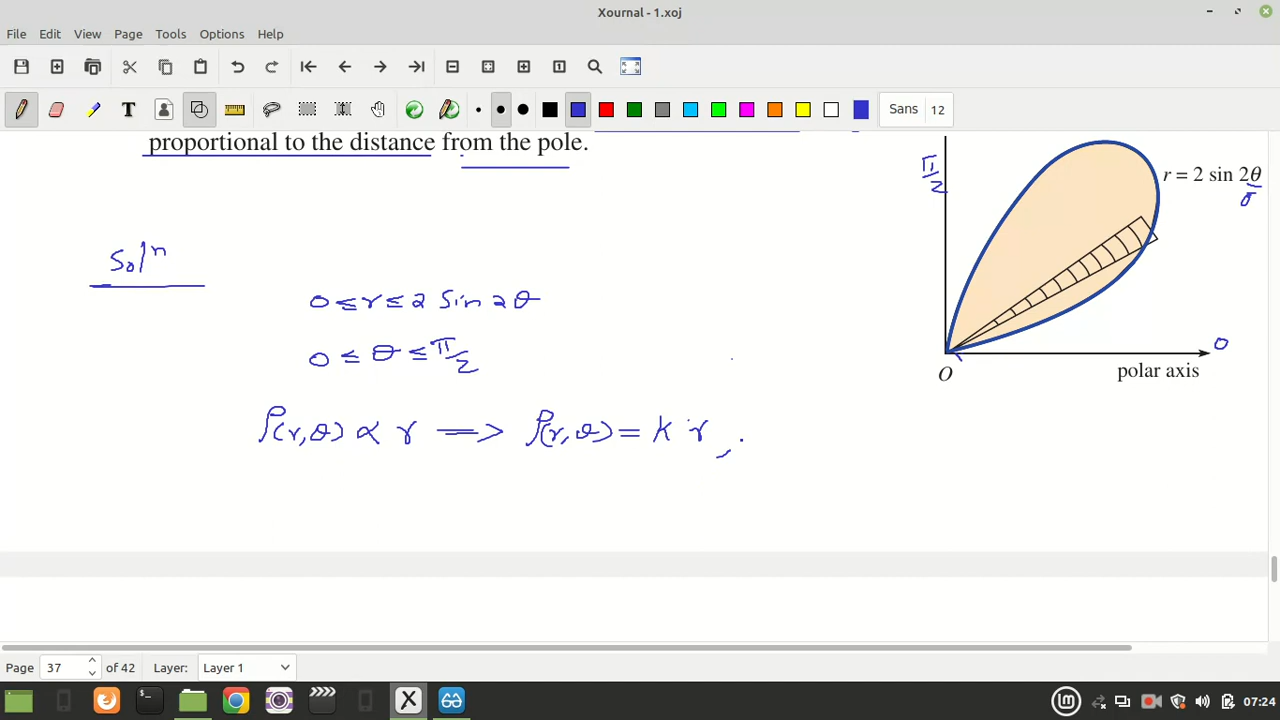 Xournal - 1.xoj
File Edit View Page Tools Options Help
Sans 12
proportional to the distance from the pole.
π/2
r = 2 sin 2θ
Solⁿ
0 ≤ r ≤ 2 Sin 2θ
0 ≤ θ ≤ π/2
0
O
polar axis
ρ(r,θ) ∝ r ⟹ ρ(r,θ) = K r,
Page 37 of 42 Layer: Layer 1
07:24